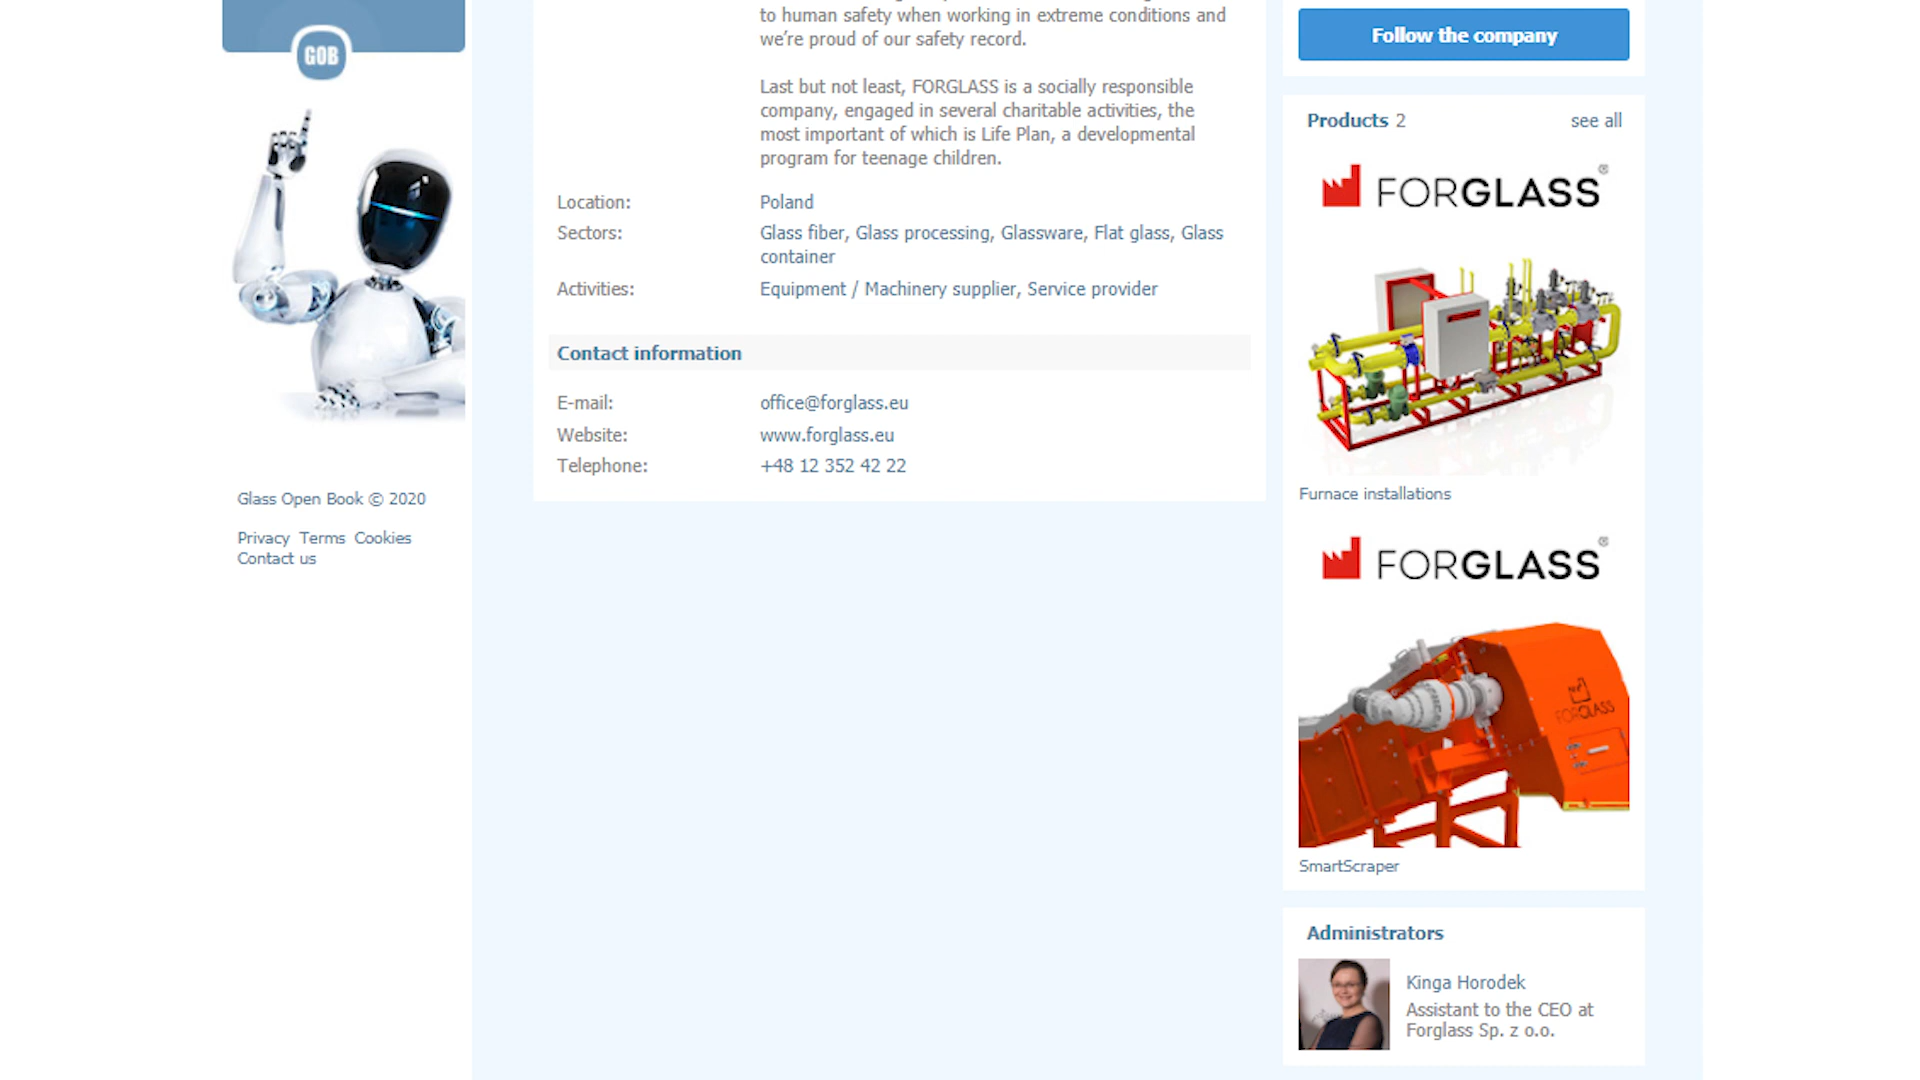 GOB
to human safety when working in extreme conditions and
we're proud of our safety record.
Last but not least, FORGLASS is a socially responsible
company, engaged in several charitable activities, the
most important of which is Life Plan, a developmental
program for teenage children.
Location: Poland
Sectors: Glass fiber, Glass processing, Glassware, Flat glass, Glass
container
Activities: Equipment / Machinery supplier, Service provider
Contact information
E-mail: office@forglass.eu
Website: www.forglass.eu
Telephone: +48 12 352 42 22
Glass Open Book © 2020
Privacy Terms Cookies
Contact us
Follow the company
Products 2 see all
FORGLASS®
Furnace installations
FORGLASS®
FORGLASS
SmartScraper
Administrators
Kinga Horodek
Assistant to the CEO at
Forglass Sp. z o.o.